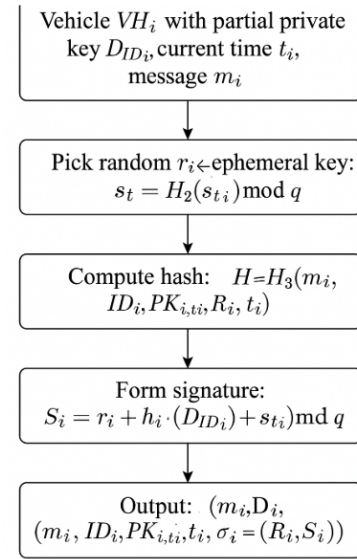 Vehicle VH_i with partial private
key D_{ID_i}, current time t_i,
message m_i
Pick random r_i← ephemeral key:
s_t = H_2(s_{t_i}) mod q
Compute hash: H=H_3(m_i,
ID_i, PK_{i,ti}, R_i, t_i)
Form signature:
S_i = r_i + h_i · (D_{ID_i}) + s_{t_i}) md q
Output: (m_i, D_i,
(m_i, ID_i, PK_{i,ti}, t_i, σ_i = (R_i, S_i))